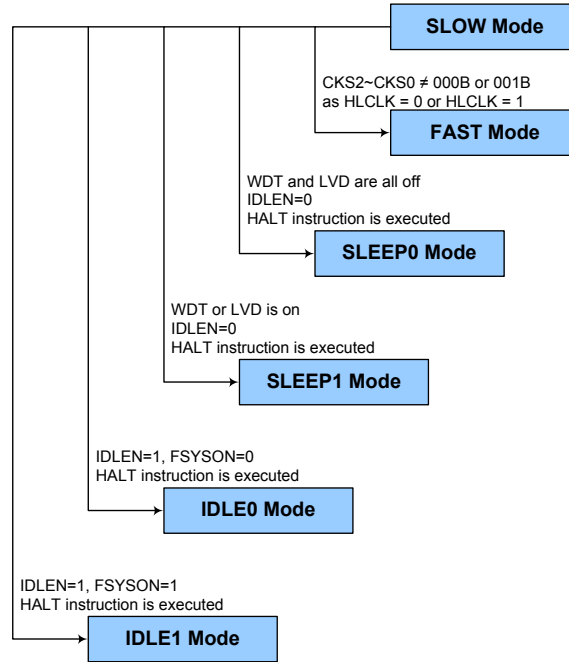 SLOW Mode
CKS2~CKS0 ≠ 000B or 001B
as HLCLK = 0 or HLCLK = 1
FAST Mode
WDT and LVD are all off
IDLEN=0
HALT instruction is executed
SLEEP0 Mode
WDT or LVD is on
IDLEN=0
HALT instruction is executed
SLEEP1 Mode
IDLEN=1, FSYSON=0
HALT instruction is executed
IDLE0 Mode
IDLEN=1, FSYSON=1
HALT instruction is executed
IDLE1 Mode